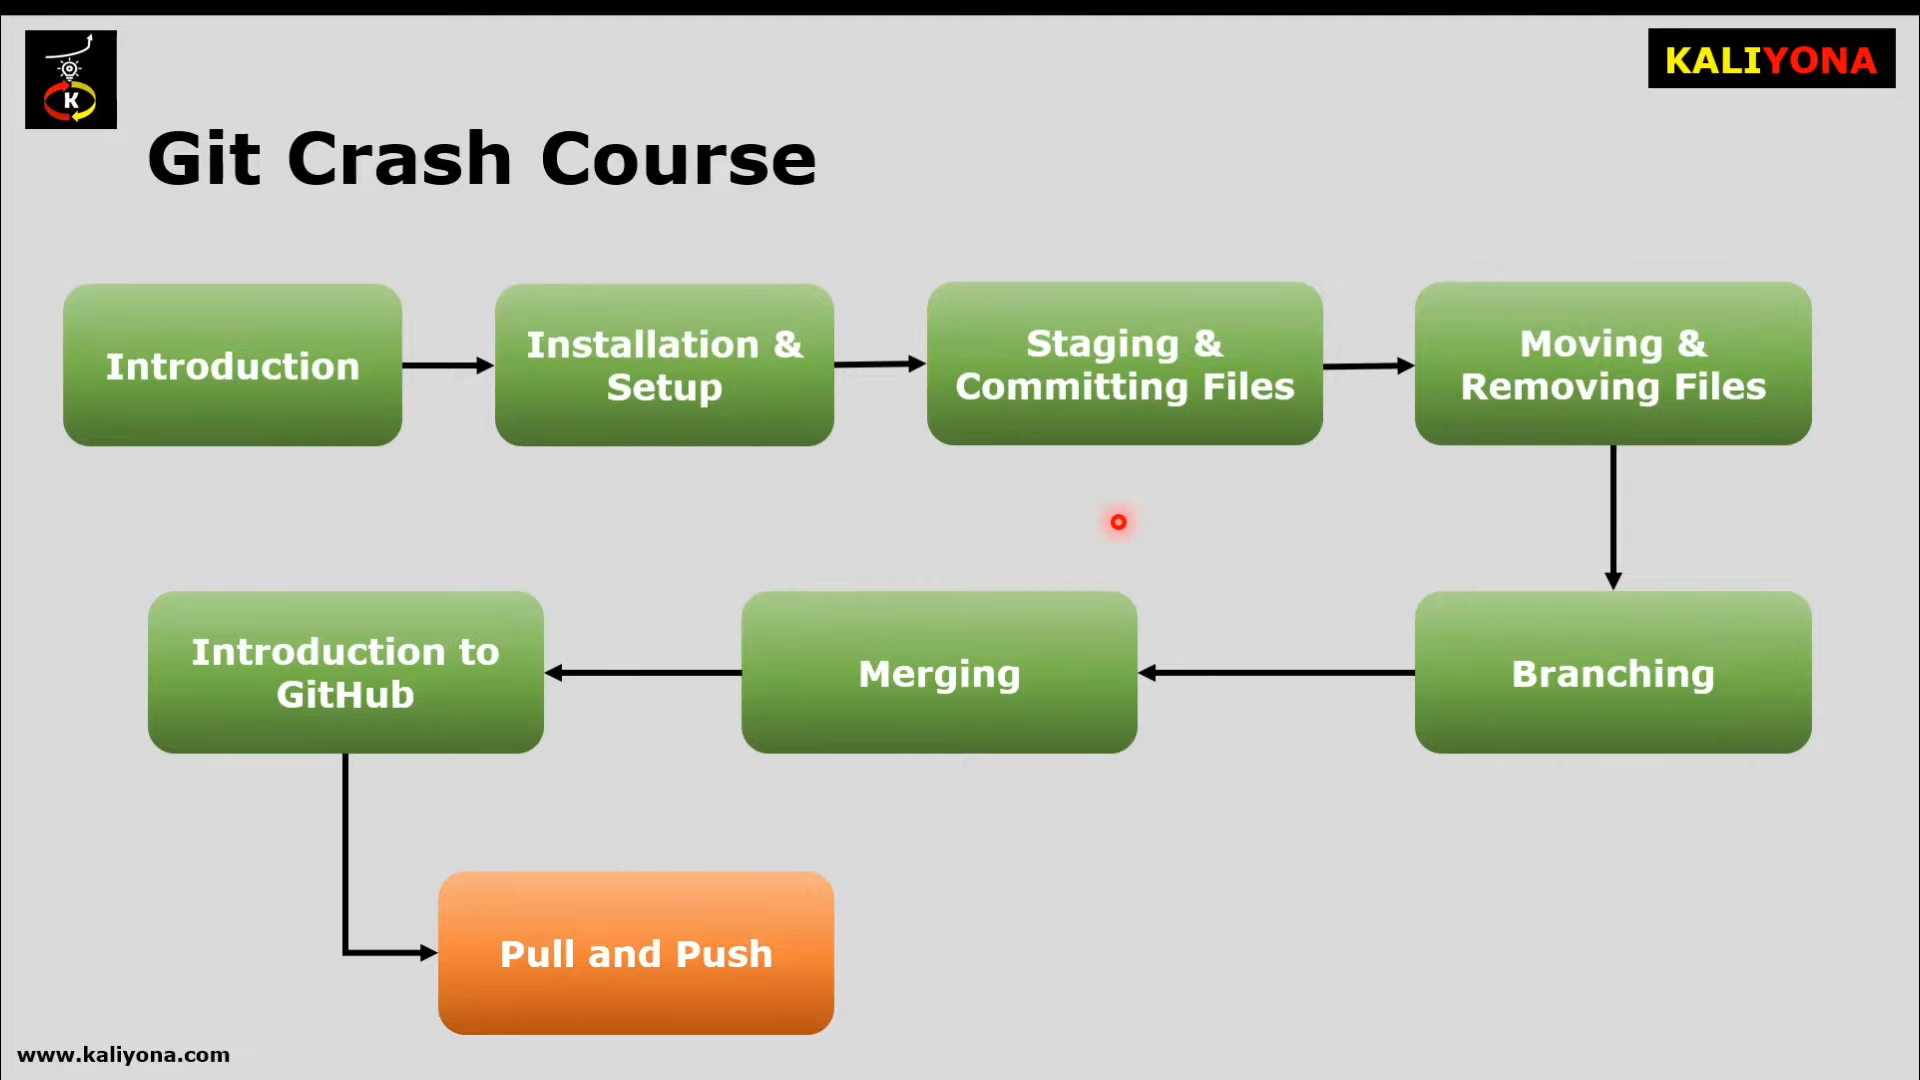 K
KALIYONA
Git Crash Course
Introduction
Installation &
Setup
Staging &
Committing Files
Moving &
Removing Files
Branching
Merging
Introduction to
GitHub
Pull and Push
www.kaliyona.com